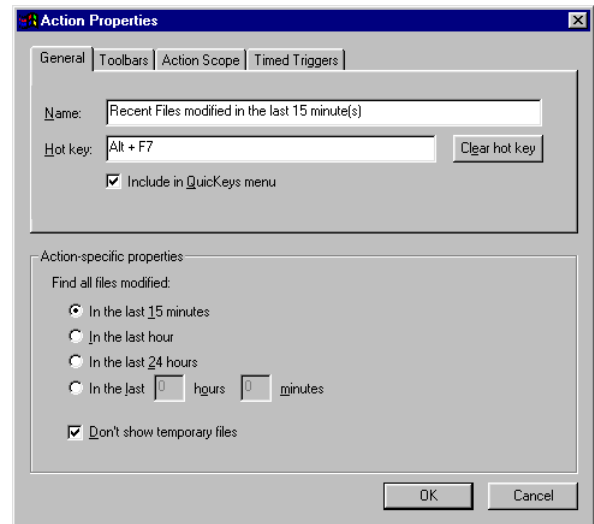 Action Properties
General Toolbars Action Scope Timed Triggers
Name: Recent Files modified in the last 15 minute(s)
Hot key: Alt + F7 Clear hot key
Include in QuicKeys menu
Action-specific properties
Find all files modified:
In the last 15 minutes
In the last hour
In the last 24 hours
In the last 0 hours 0 minutes
Don't show temporary files
OK Cancel